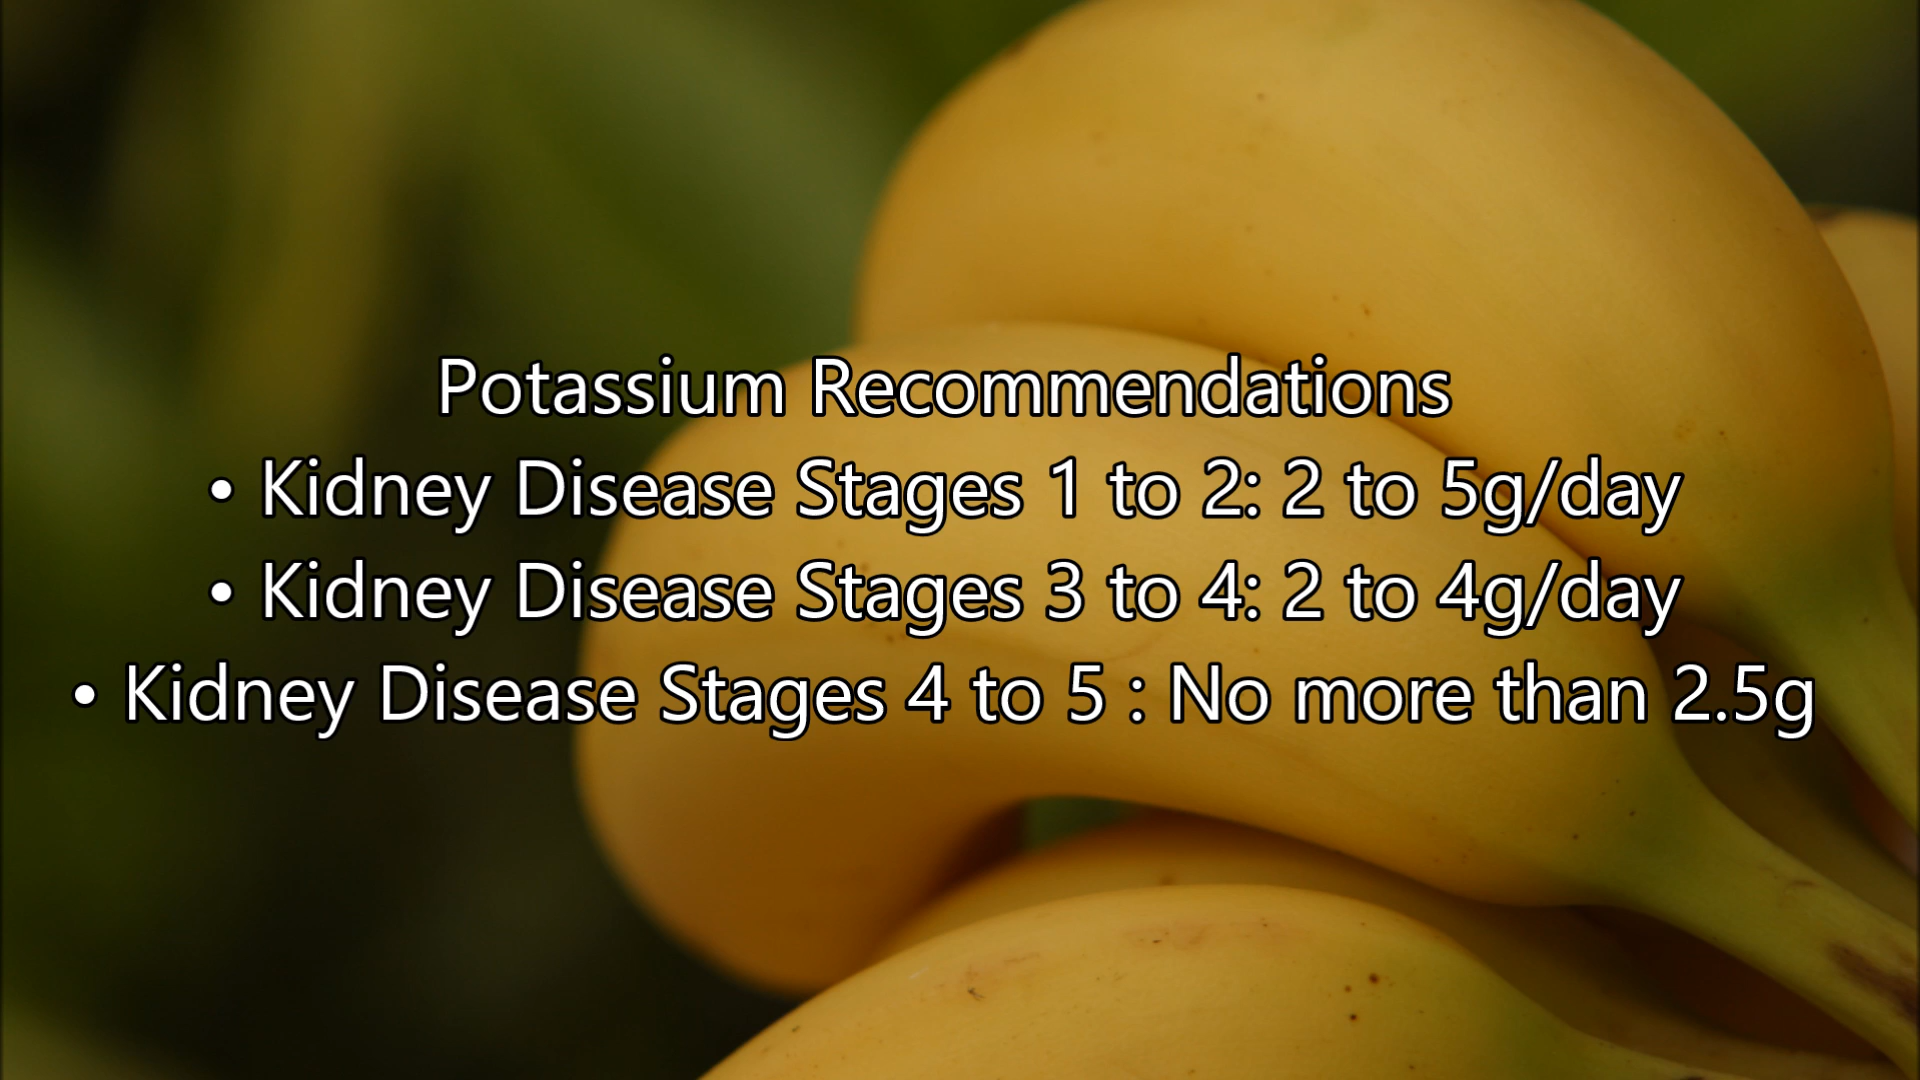 Potassium Recommendations
• Kidney Disease Stages 1 to 2: 2 to 5g/day
• Kidney Disease Stages 3 to 4: 2 to 4g/day
• Kidney Disease Stages 4 to 5 : No more than 2.5g